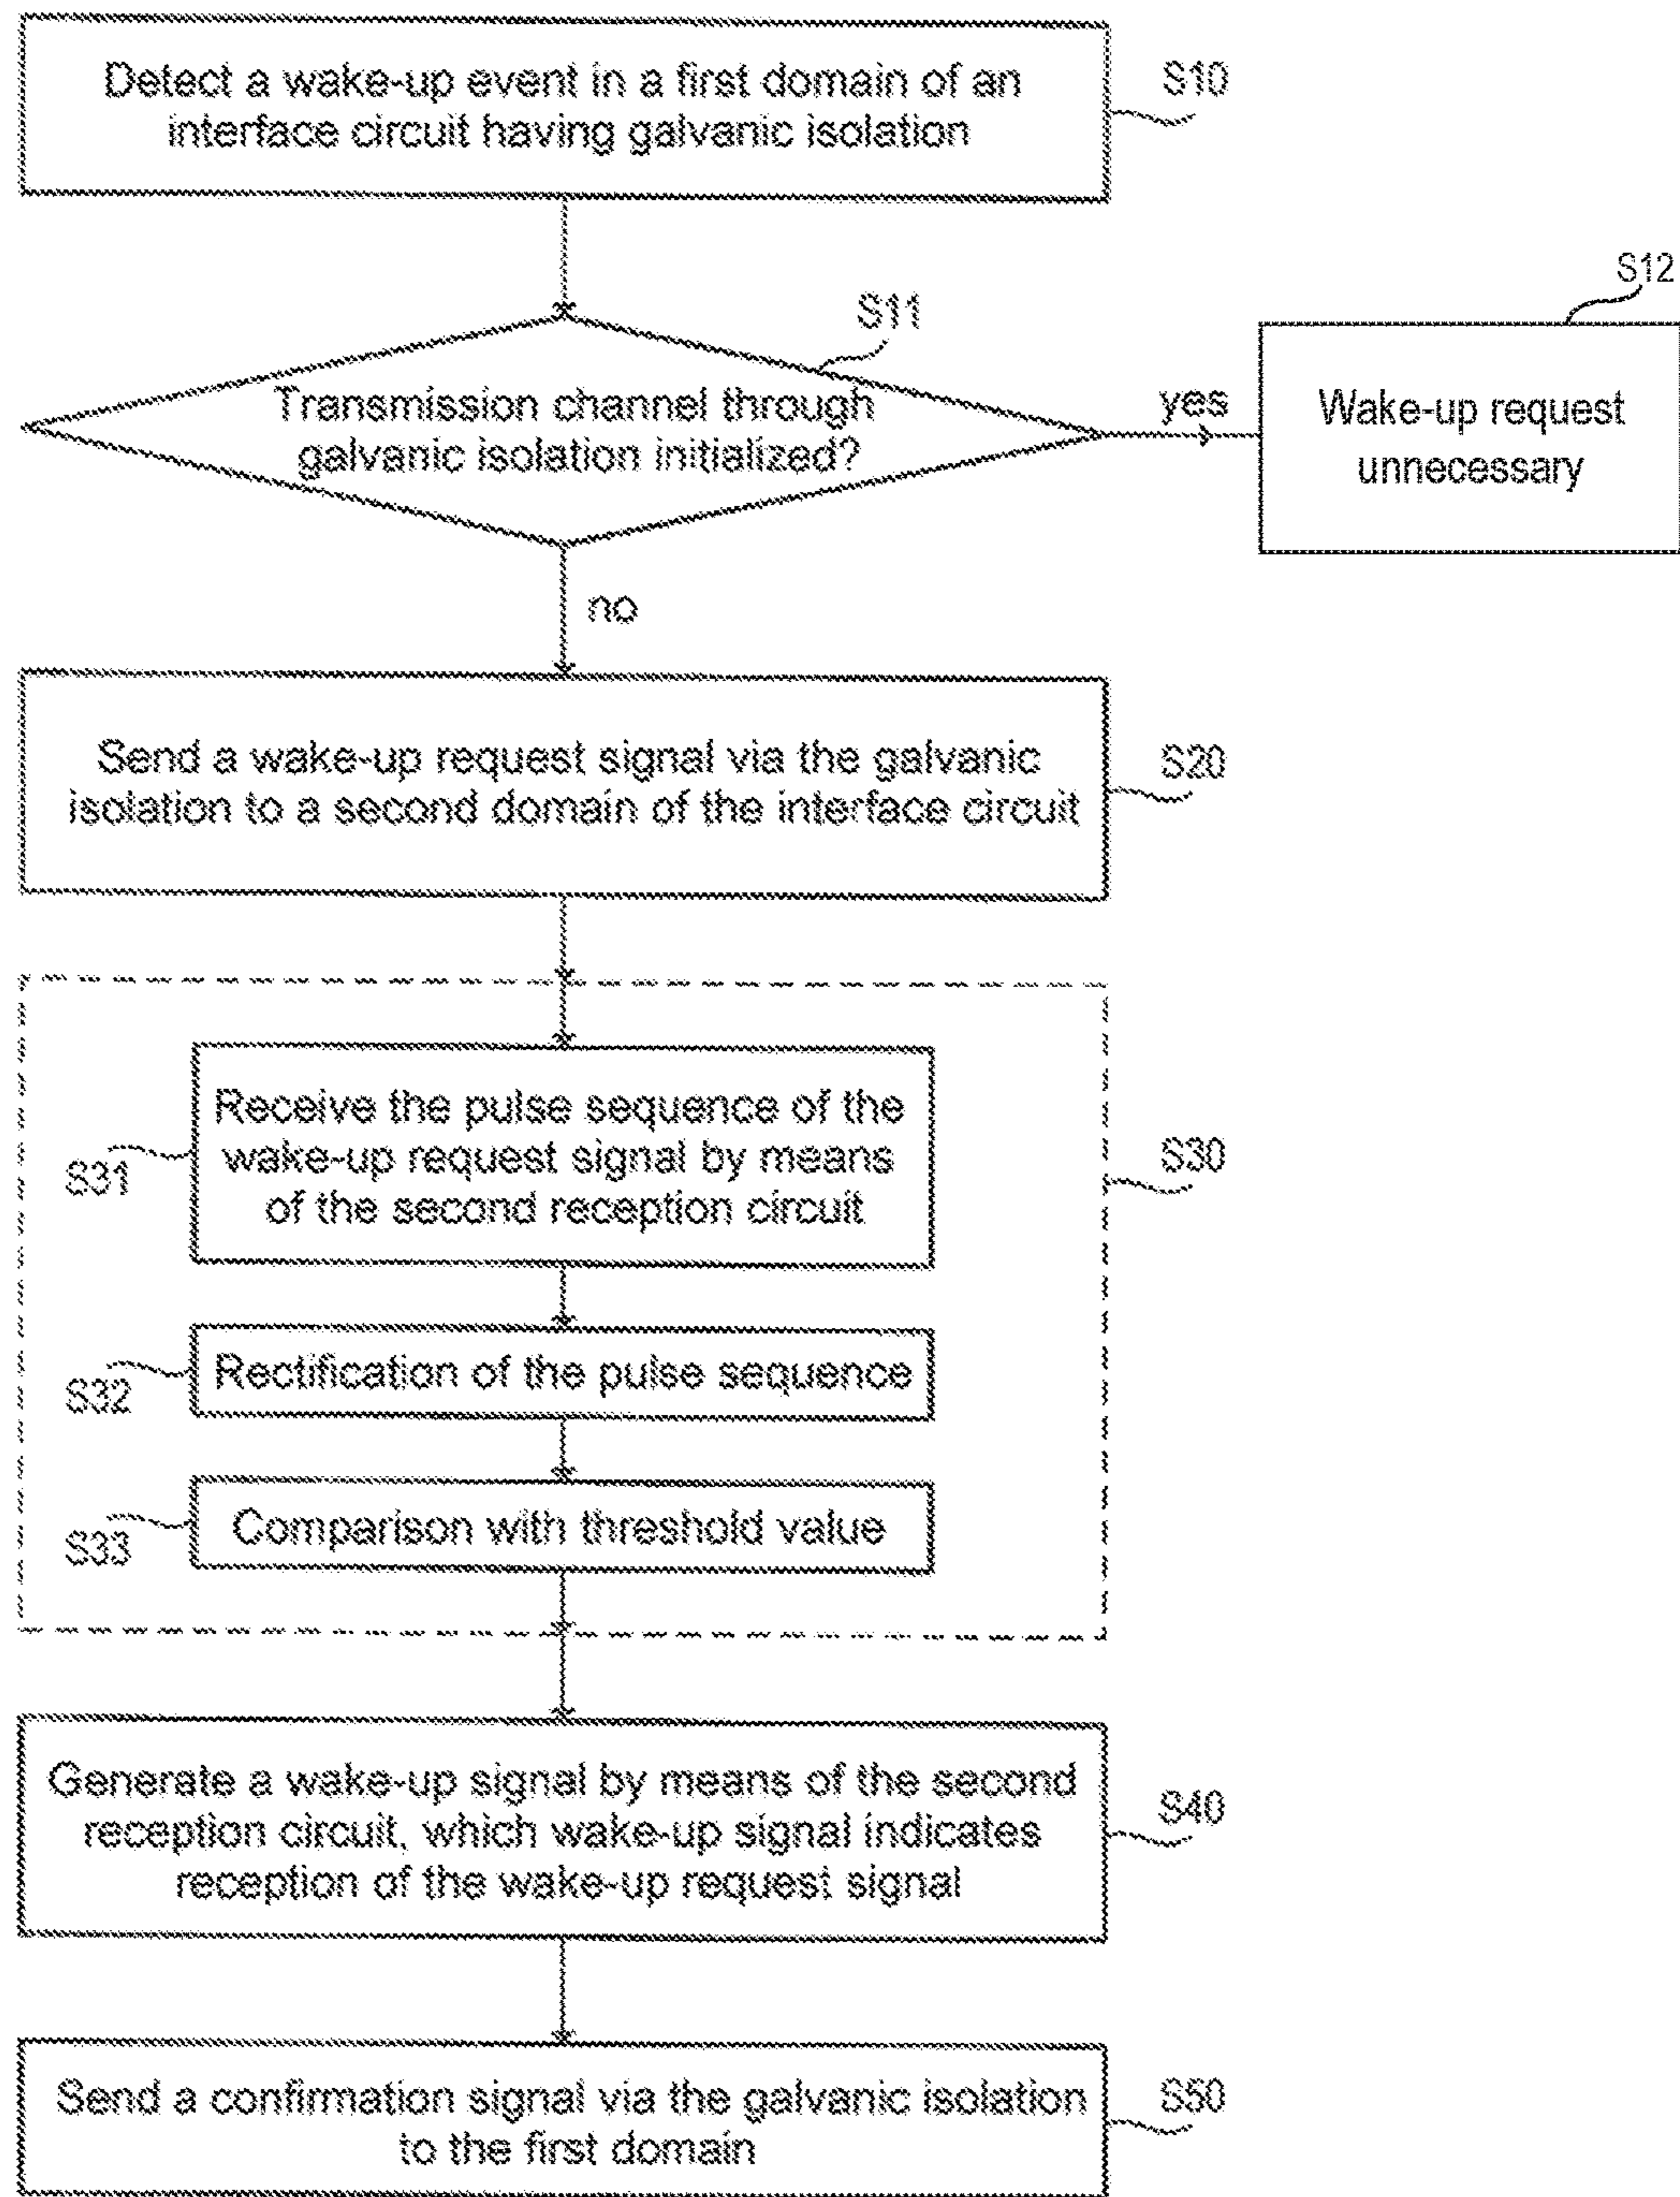 Detect a wake-up event in a first domain of an
interface circuit having galvanic isolation
S10
S12
S11
Transmission channel through
galvanic isolation initialized?
yes
Wake-up request
unnecessary
no
Send a wake-up request signal via the galvanic
isolation to a second domain of the interface circuit
S20
Receive the pulse sequence of the
wake-up request signal by means
of the second reception circuit
S31
S30
Rectification of the pulse sequence
S32
Comparison with threshold value
S33
Generate a wake-up signal by means of the second
reception circuit, which wake-up signal indicates
reception of the wake-up request signal
S40
Send a confirmation signal via the galvanic isolation
to the first domain
S50